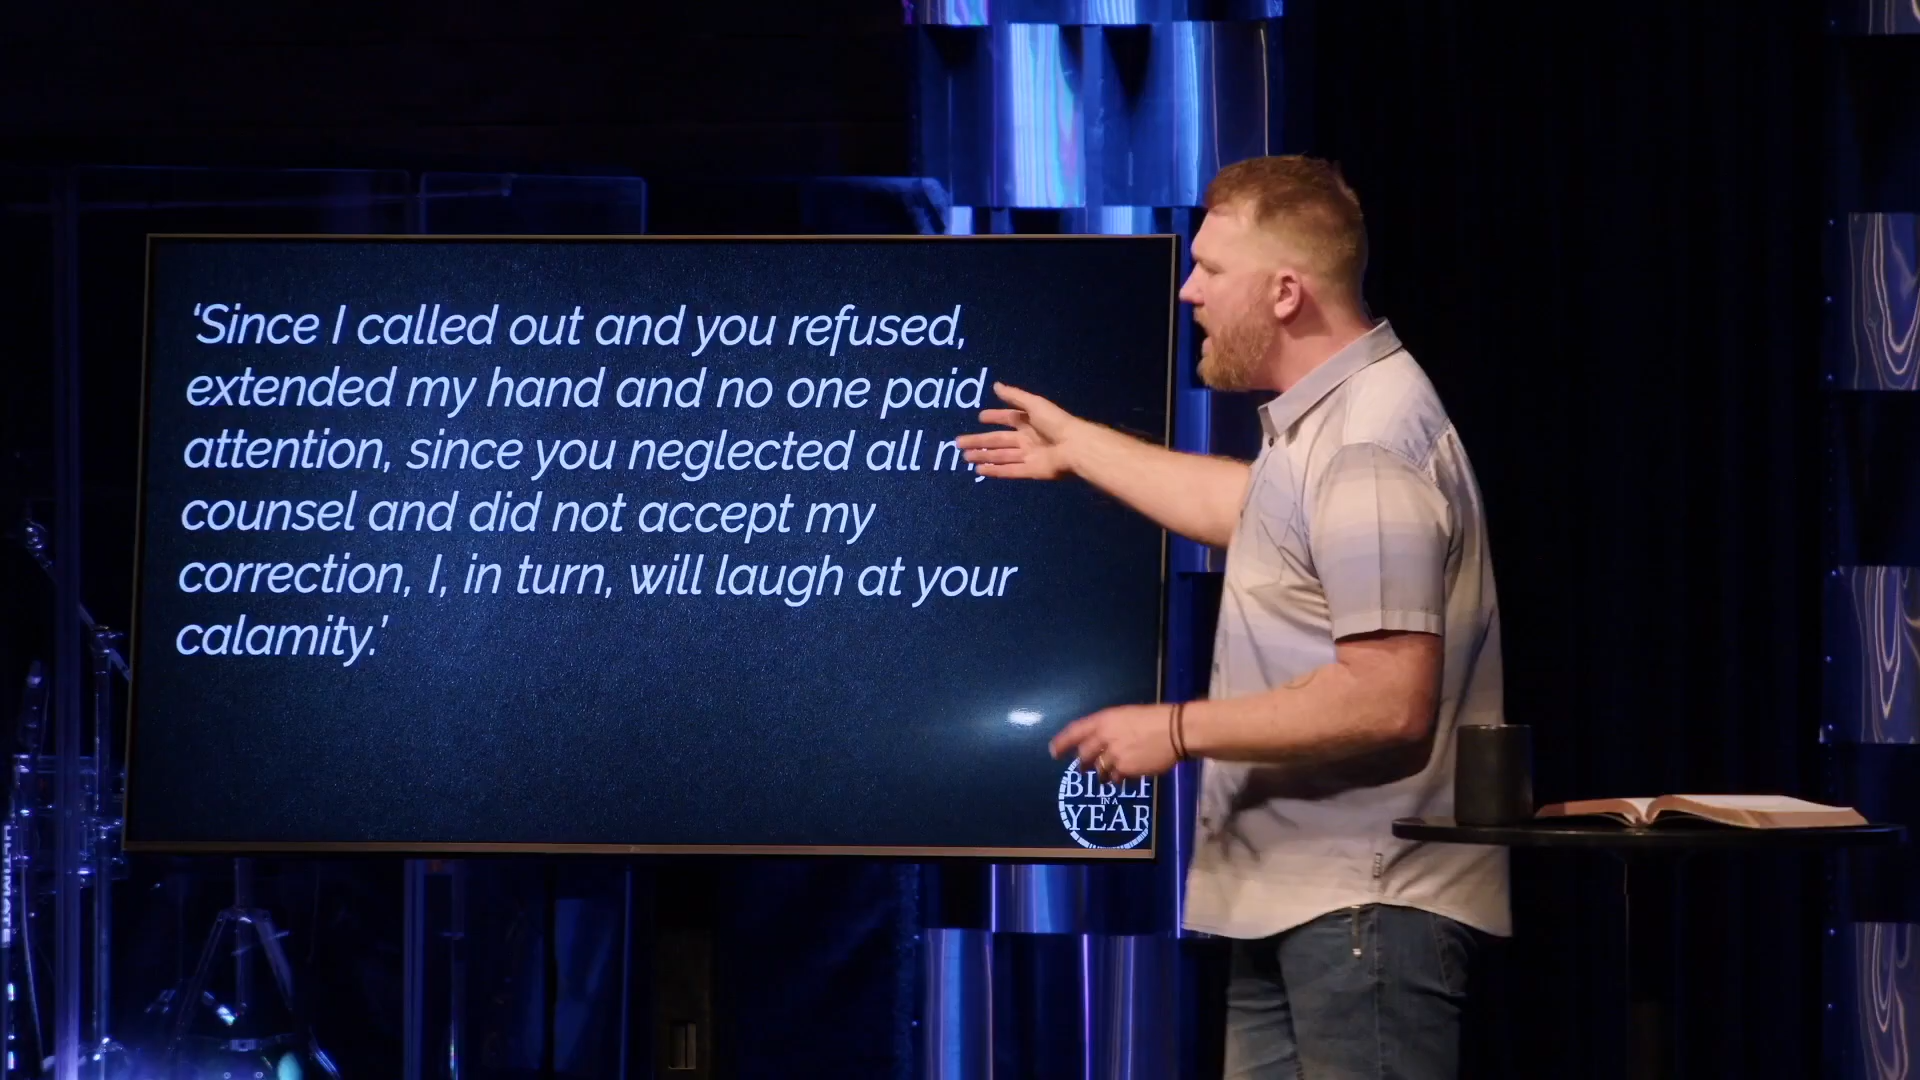 ‘Since I called out and you refused,
extended my hand and no one paid
attention, since you neglected all my
counsel and did not accept my
correction, I, in turn, will laugh at your
calamity.’
BIBLE
IN A
YEAR